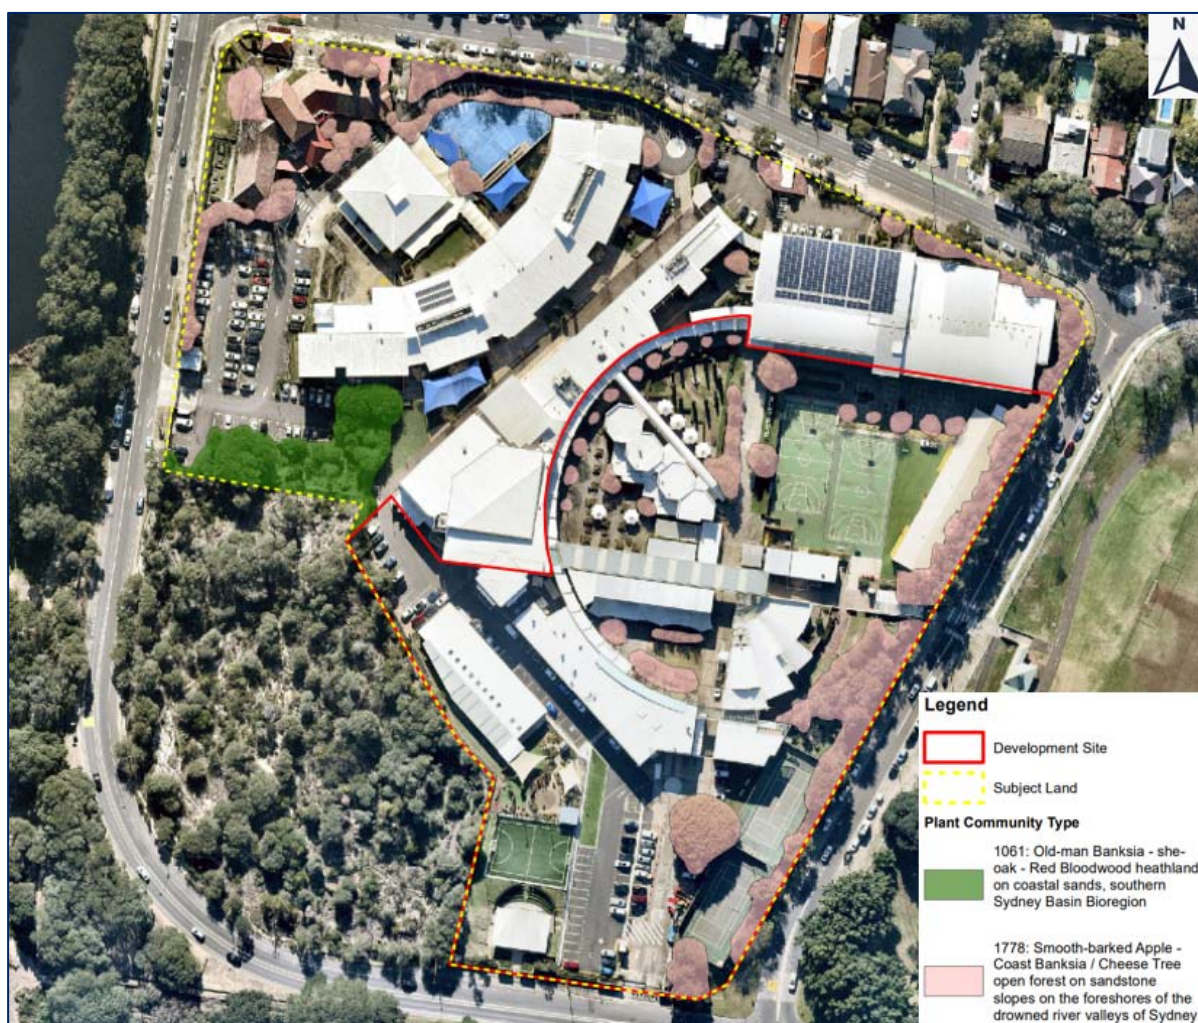 N
Legend
Development Site
Subject Land
Plant Community Type
1061: Old-man Banksia - she-
oak - Red Bloodwood heathland
on coastal sands, southern
Sydney Basin Bioregion
1778: Smooth-barked Apple -
Coast Banksia / Cheese Tree
open forest on sandstone
slopes on the foreshores of the
drowned river valleys of Sydney